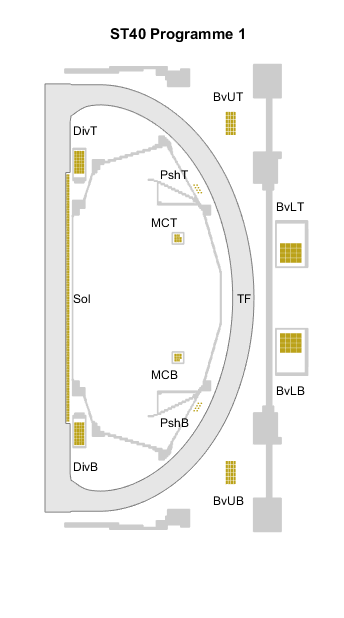 ST40 Programme 1
BvUT
DivT
PshT
BvLT
MCT
Sol
TF
MCB
BvLB
PshB
DivB
BvUB